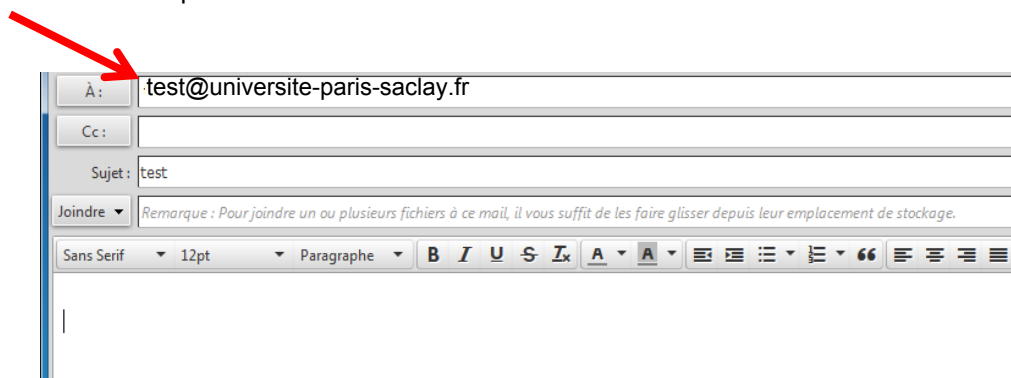 À :
test@universite-paris-saclay.fr
Cc :
Sujet : test
Joindre
Remarque : Pour joindre un ou plusieurs fichiers à ce mail, il vous suffit de les faire glisser depuis leur emplacement de stockage.
Sans Serif 12pt Paragraphe B I U S Tx A A